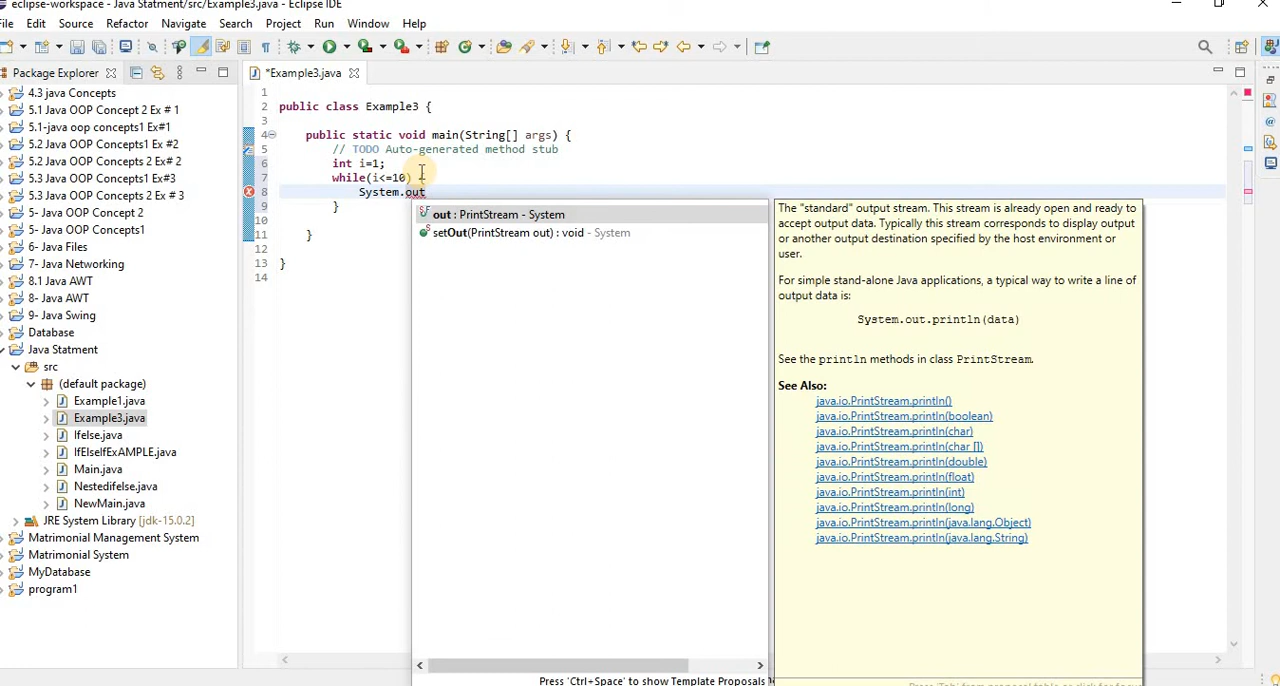 eclipse-workspace - Java Statment/src/Example3.java - Eclipse IDE
File Edit Source Refactor Navigate Search Project Run Window Help
Package Explorer
*Example3.java
4.3 java Concepts
5.1 Java OOP Concept 2 Ex # 1
5.1-java oop concepts1 Ex#1
5.2 Java OOP Concepts1 Ex #2
5.2 Java OOP Concepts2 Ex# 2
5.3 Java OOP Concepts1 Ex#3
5.3 Java OOP Concepts2 Ex # 3
5- Java OOP Concept 2
5- Java OOP Concepts1
6- Java Files
7- Java Networking
8.1 Java AWT
8- Java AWT
9- Java Swing
Database
Java Statment
src
(default package)
Example1.java
Example3.java
Ifelse.java
IfElseIfExAMPLE.java
Main.java
Nestedifelse.java
NewMain.java
JRE System Library [jdk-15.0.2]
Matrimonial Management System
Matrimonial System
MyDatabase
program1
1
2 public class Example3 {
3
4 public static void main(String[] args) {
5 // TODO Auto-generated method stub
6 int i=1;
7 while(i<=10)
8 System.out
9 }
10
11 }
12
13 }
14
out : PrintStream - System
setOut(PrintStream out) : void - System
Press 'Ctrl+Space' to show Template Proposals
The "standard" output stream. This stream is already open and ready to
accept output data. Typically this stream corresponds to display output
or another output destination specified by the host environment or
user.
For simple stand-alone Java applications, a typical way to write a line of
output data is:
System.out.println(data)
See the println methods in class PrintStream.
See Also:
java.io.PrintStream.println()
java.io.PrintStream.println(boolean)
java.io.PrintStream.println(char)
java.io.PrintStream.println(char [])
java.io.PrintStream.println(double)
java.io.PrintStream.println(float)
java.io.PrintStream.println(int)
java.io.PrintStream.println(long)
java.io.PrintStream.println(java.lang.Object)
java.io.PrintStream.println(java.lang.String)
Press 'Tab' from proposal table or click for focus